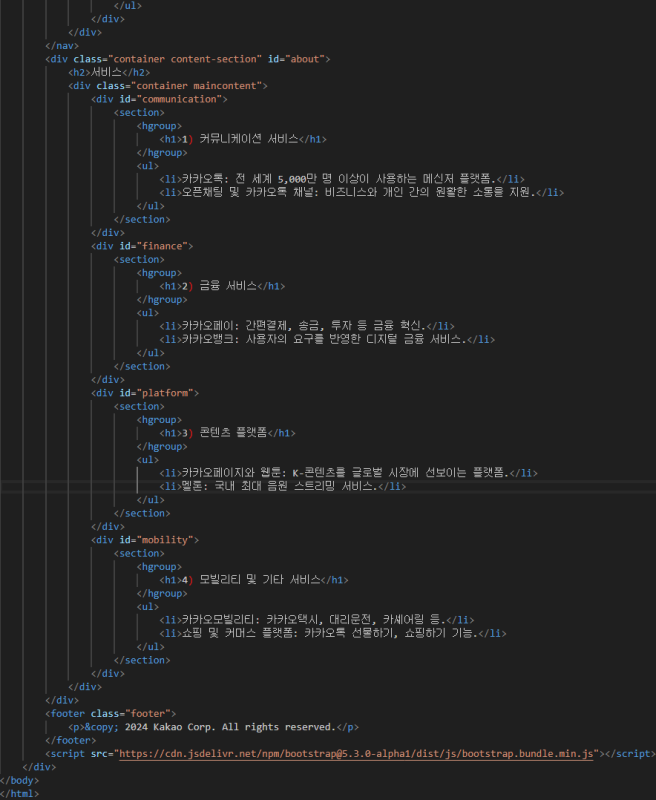 </ul>
</div>
</div>
</nav>
<div class="container content-section" id="about">
<h2>서비스</h2>
<div class="container maincontent">
<div id="communication">
<section>
<hgroup>
<h1>1) 커뮤니케이션 서비스</h1>
</hgroup>
<ul>
<li>카카오톡: 전 세계 5,000만 명 이상이 사용하는 메신저 플랫폼.</li>
<li>오픈채팅 및 카카오톡 채널: 비즈니스와 개인 간의 원활한 소통을 지원.</li>
</ul>
</section>
</div>
<div id="finance">
<section>
<hgroup>
<h1>2) 금융 서비스</h1>
</hgroup>
<ul>
<li>카카오페이: 간편결제, 송금, 투자 등 금융 혁신.</li>
<li>카카오뱅크: 사용자의 요구를 반영한 디지털 금융 서비스.</li>
</ul>
</section>
</div>
<div id="platform">
<section>
<hgroup>
<h1>3) 콘텐츠 플랫폼</h1>
</hgroup>
<ul>
<li>카카오페이지와 웹툰: K-콘텐츠를 글로벌 시장에 선보이는 플랫폼.</li>
<li>멜론: 국내 최대 음원 스트리밍 서비스.</li>
</ul>
</section>
</div>
<div id="mobility">
<section>
<hgroup>
<h1>4) 모빌리티 및 기타 서비스</h1>
</hgroup>
<ul>
<li>카카오모빌리티: 카카오택시, 대리운전, 카셰어링 등.</li>
<li>쇼핑 및 커머스 플랫폼: 카카오톡 선물하기, 쇼핑하기 기능.</li>
</ul>
</section>
</div>
</div>
</div>
<footer class="footer">
<p>&copy; 2024 Kakao Corp. All rights reserved.</p>
</footer>
<script src="https://cdn.jsdelivr.net/npm/bootstrap@5.3.0-alpha1/dist/js/bootstrap.bundle.min.js"></script>
</div>
</body>
</html>